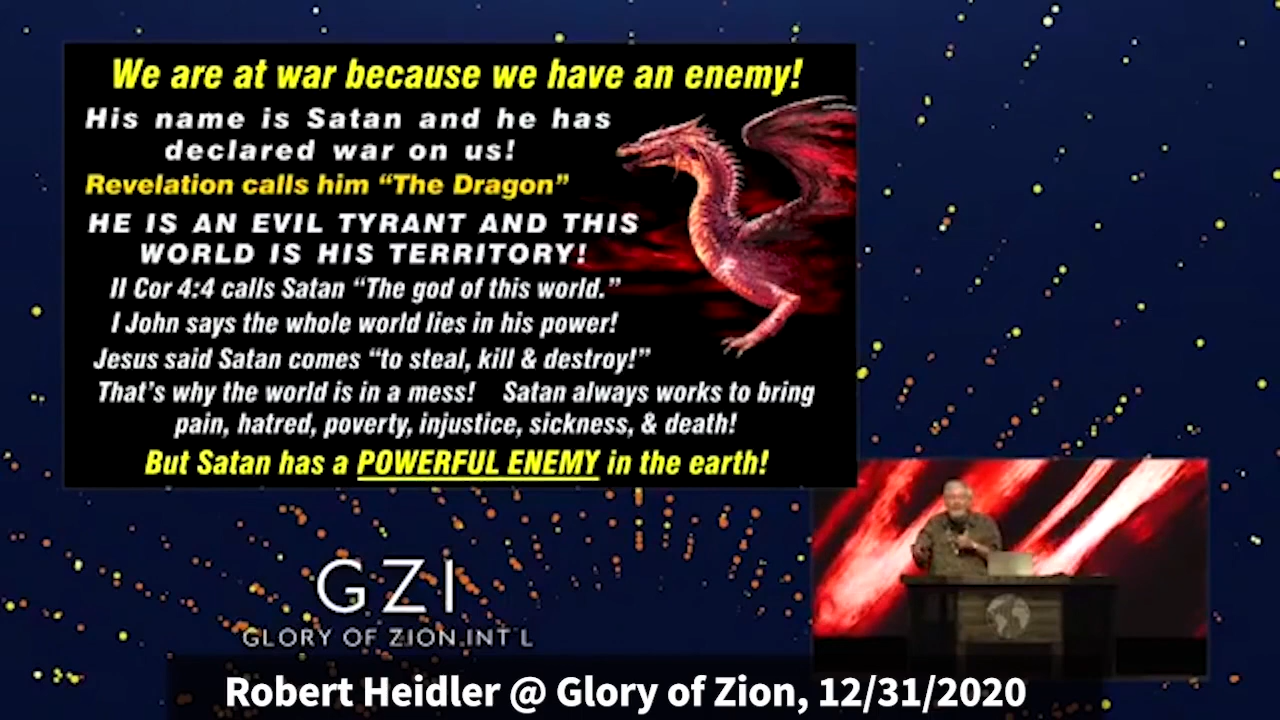 We are at war because we have an enemy!
His name is Satan and he has
declared war on us!
Revelation calls him “The Dragon”
HE IS AN EVIL TYRANT AND THIS
WORLD IS HIS TERRITORY!
II Cor 4:4 calls Satan “The god of this world.”
I John says the whole world lies in his power!
Jesus said Satan comes “to steal, kill & destroy!”
That’s why the world is in a mess! Satan always works to bring
pain, hatred, poverty, injustice, sickness, & death!
But Satan has a POWERFUL ENEMY in the earth!
GZI
GLORY OF ZION INT'L
Robert Heidler @ Glory of Zion, 12/31/2020